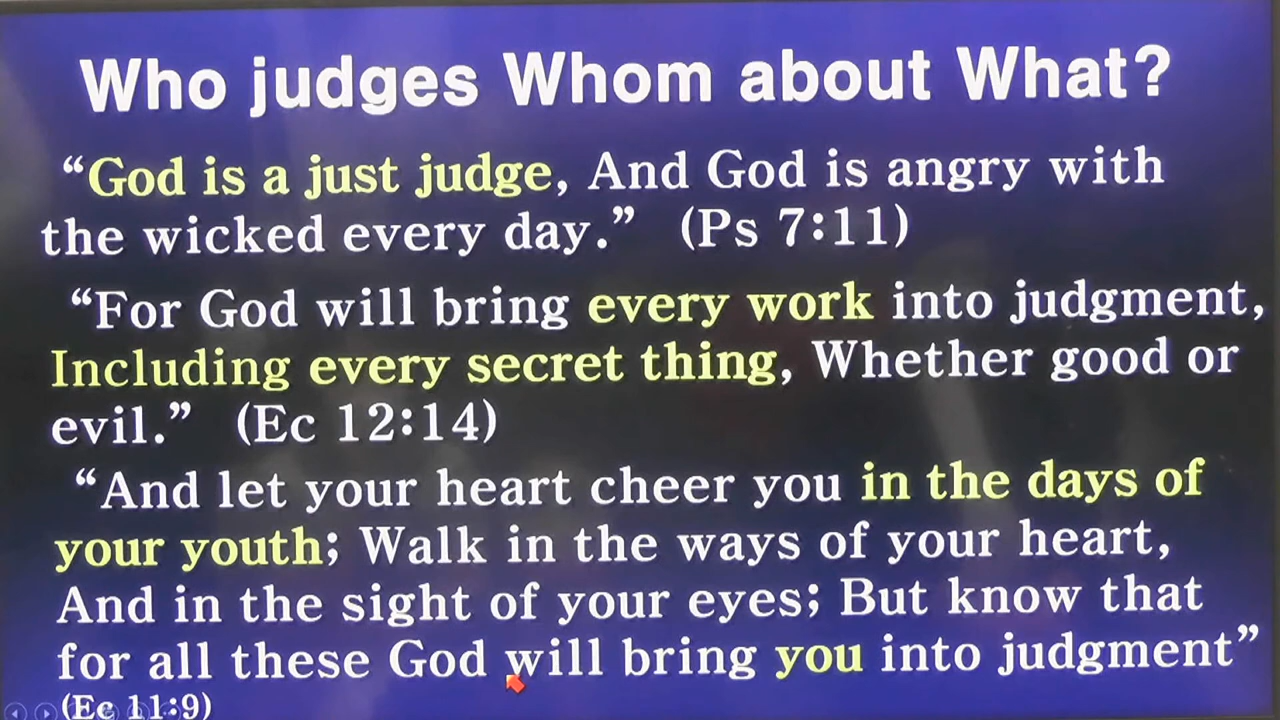 Who judges Whom about What?
“God is a just judge, And God is angry with
the wicked every day.” (Ps 7:11)
“For God will bring every work into judgment,
Including every secret thing, Whether good or
evil.” (Ec 12:14)
“And let your heart cheer you in the days of
your youth; Walk in the ways of your heart,
And in the sight of your eyes; But know that
for all these God will bring you into judgment”
(Ec 11:9)